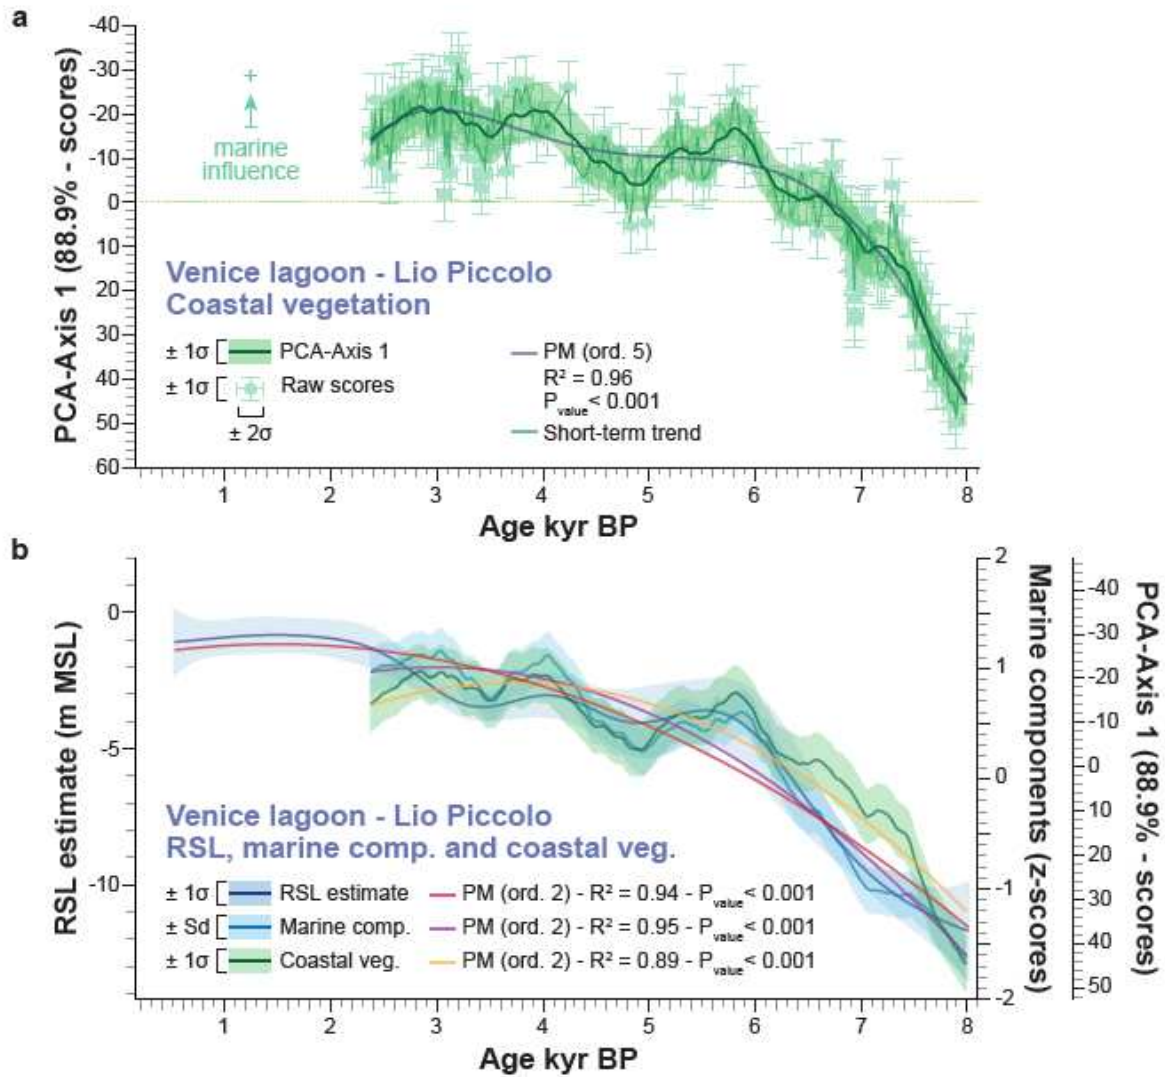 a
PCA-Axis 1 (88.9% - scores)
-40
-30
-20
-10
0
10
20
30
40
50
60
+
marine
influence
Venice lagoon - Lio Piccolo
Coastal vegetation
± 1σ PCA-Axis 1
± 1σ Raw scores
± 2σ
PM (ord. 5)
R² = 0.96
Pvalue < 0.001
Short-term trend
1 2 3 4 5 6 7 8
Age kyr BP
b
RSL estimate (m MSL)
0
-5
-10
2
1
0
-1
-2
Marine components (z-scores)
-40
-30
-20
-10
0
10
20
30
40
50
PCA-Axis 1 (88.9% - scores)
Venice lagoon - Lio Piccolo
RSL, marine comp. and coastal veg.
± 1σ RSL estimate PM (ord. 2) - R² = 0.94 - Pvalue < 0.001
± Sd Marine comp. PM (ord. 2) - R² = 0.95 - Pvalue < 0.001
± 1σ Coastal veg. PM (ord. 2) - R² = 0.89 - Pvalue < 0.001
1 2 3 4 5 6 7 8
Age kyr BP